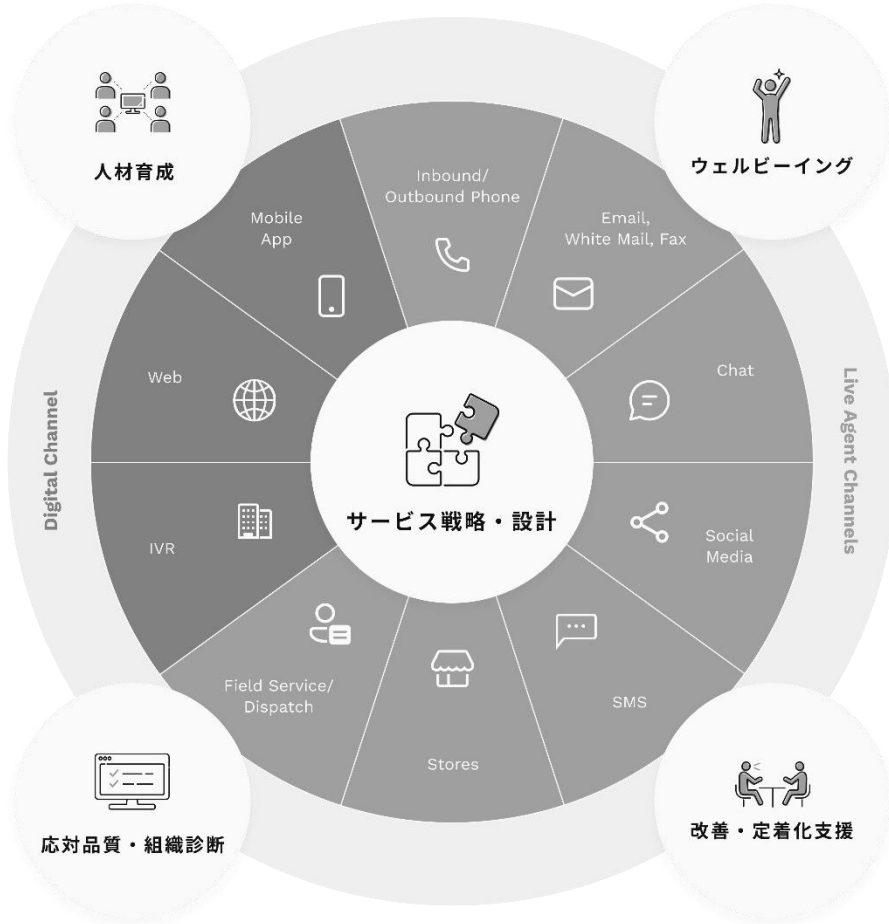 人材育成
ウェルビーイング
Inbound/
Outbound Phone
Email,
White Mail, Fax
Mobile
App
Chat
Web
Digital Channel
Live Agent Channels
サービス戦略・設計
Social
Media
IVR
Field Service/
Dispatch
SMS
Stores
応対品質・組織診断
改善・定着化支援